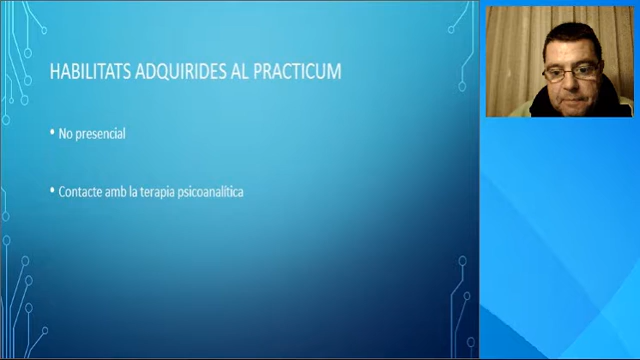 HABILITATS ADQUIRIDES AL PRACTICUM
• No presencial
• Contacte amb la terapia psicoanalítica